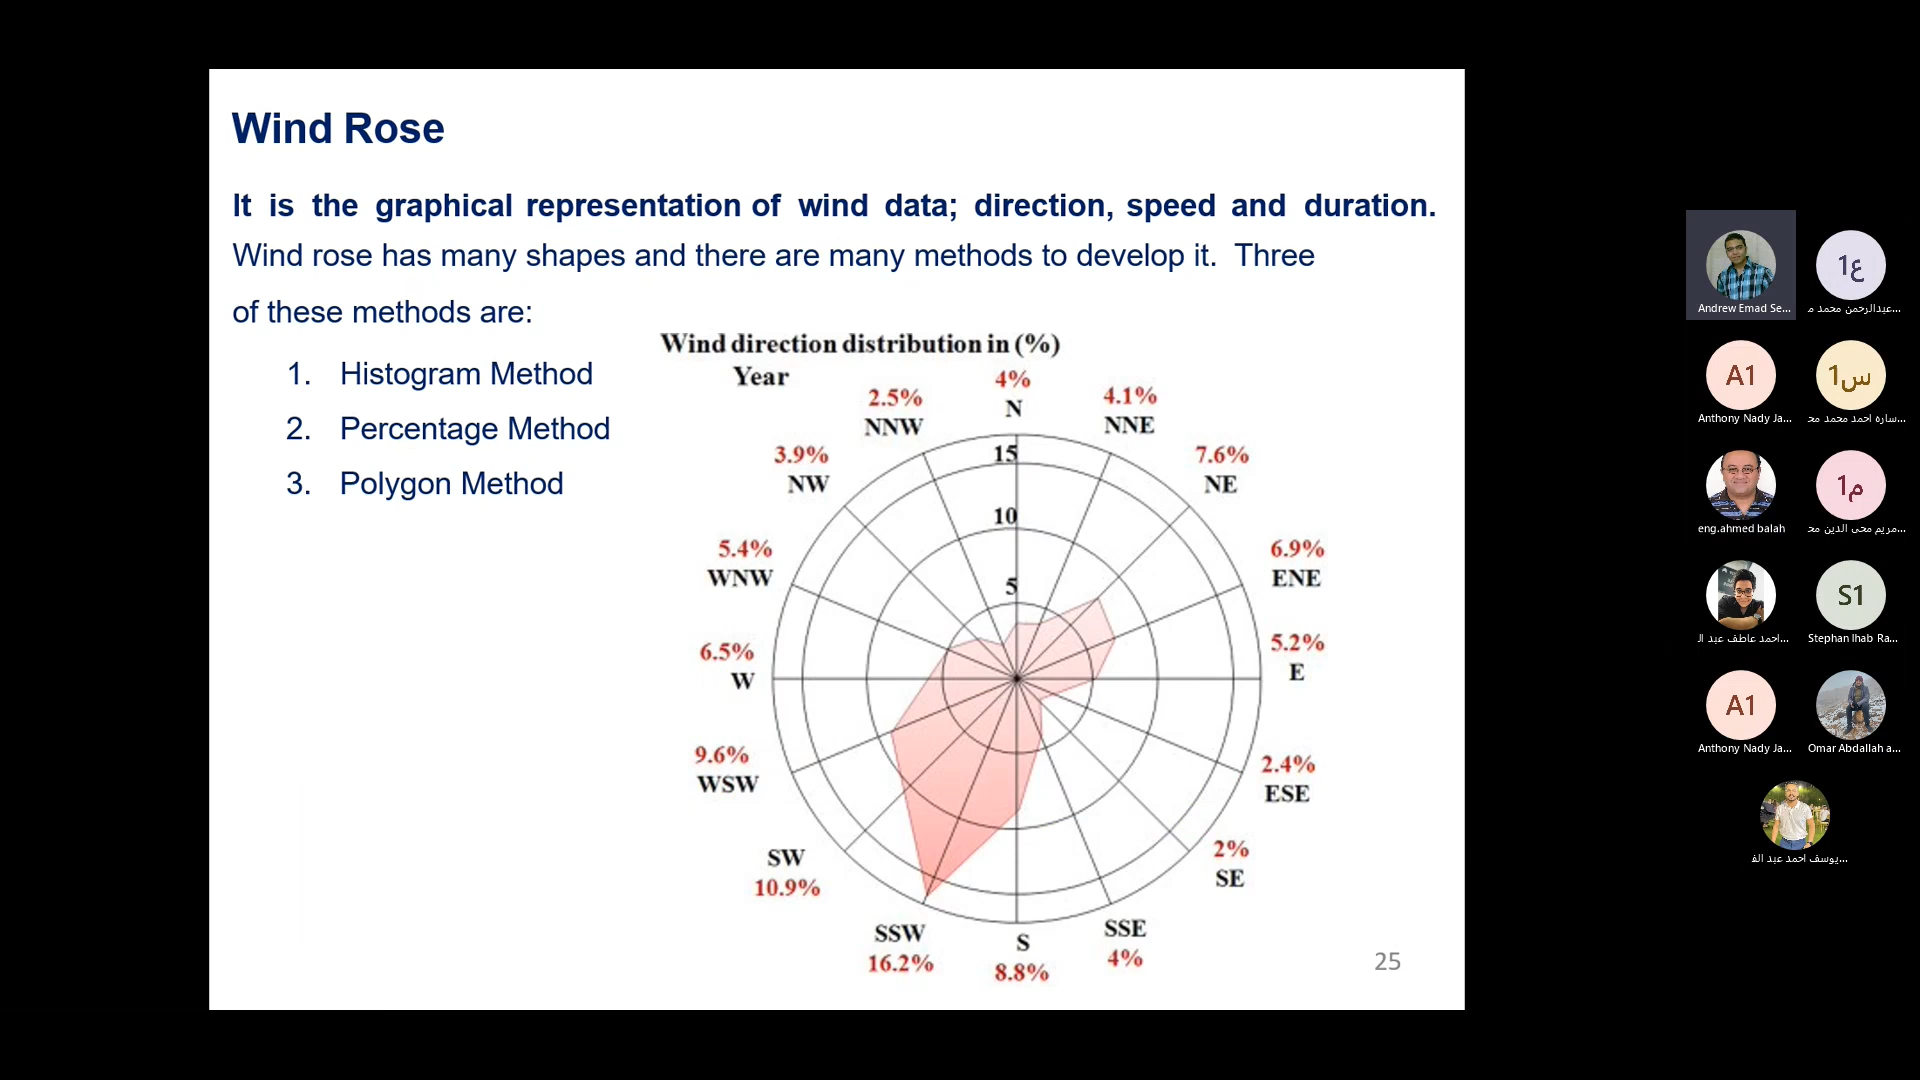 Wind Rose
It is the graphical representation of wind data; direction, speed and duration.
Wind rose has many shapes and there are many methods to develop it. Three
of these methods are:
1. Histogram Method
2. Percentage Method
3. Polygon Method
Wind direction distribution in (%)
Year
4%
N
4.1%
NNE
7.6%
NE
6.9%
ENE
5.2%
E
2.4%
ESE
2%
SE
SSE
4%
S
8.8%
SSW
16.2%
SW
10.9%
9.6%
WSW
6.5%
W
5.4%
WNW
3.9%
NW
2.5%
NNW
15
10
5
25
Andrew Emad Se...
ع1
عبدالرحمن محمد م...
A1
Anthony Nady Ja...
س1
ساره احمد محمد مح...
eng.ahmed balah
م1
مريم محى الدين مح...
احمد عاطف عبد ال...
S1
Stephan Ihab Ra...
A1
Anthony Nady Ja...
Omar Abdallah a...
يوسف احمد عبد الف...